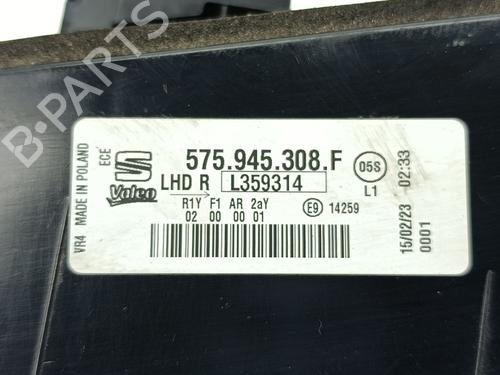 B-PARTS
VR4 MADE IN POLAND
ECE
S
Valeo
575.945.308.F
LHD R L359314
R1Y F1 AR 2aY
02 00 00 01
E9 14259
05S
L1
15/02/23 02:33
0001